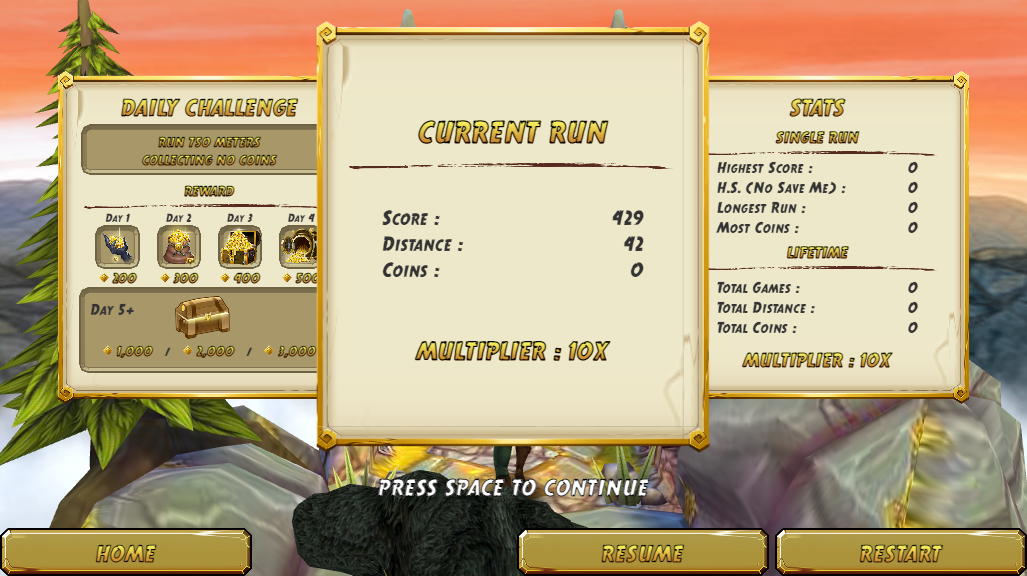 DAILY CHALLENGE
RUN 750 METERS
COLLECTING NO COINS
REWARD
DAY 1 DAY 2 DAY 3 DAY 4
200 300 400 500
DAY 5+
1,000 / 2,000 / 3,000
CURRENT RUN
SCORE : 429
DISTANCE : 42
COINS : 0
MULTIPLIER : 10X
STATS
SINGLE RUN
HIGHEST SCORE : 0
H.S. (NO SAVE ME) : 0
LONGEST RUN : 0
MOST COINS : 0
LIFETIME
TOTAL GAMES : 0
TOTAL DISTANCE : 0
TOTAL COINS : 0
MULTIPLIER : 10X
PRESS SPACE TO CONTINUE
HOME
RESUME
RESTART